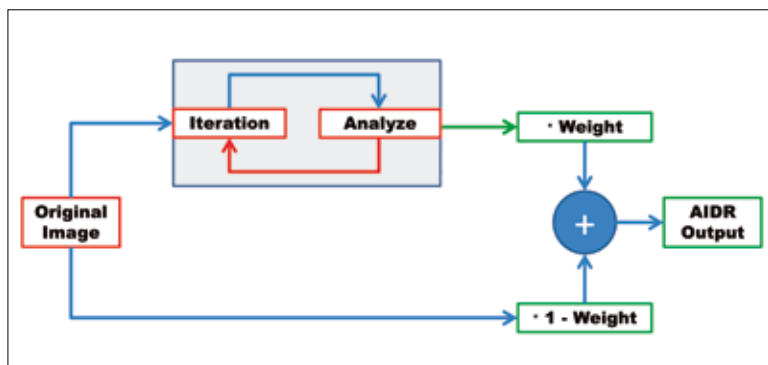 Iteration
Analyze
· Weight
Original
Image
+
AIDR
Output
· 1 - Weight